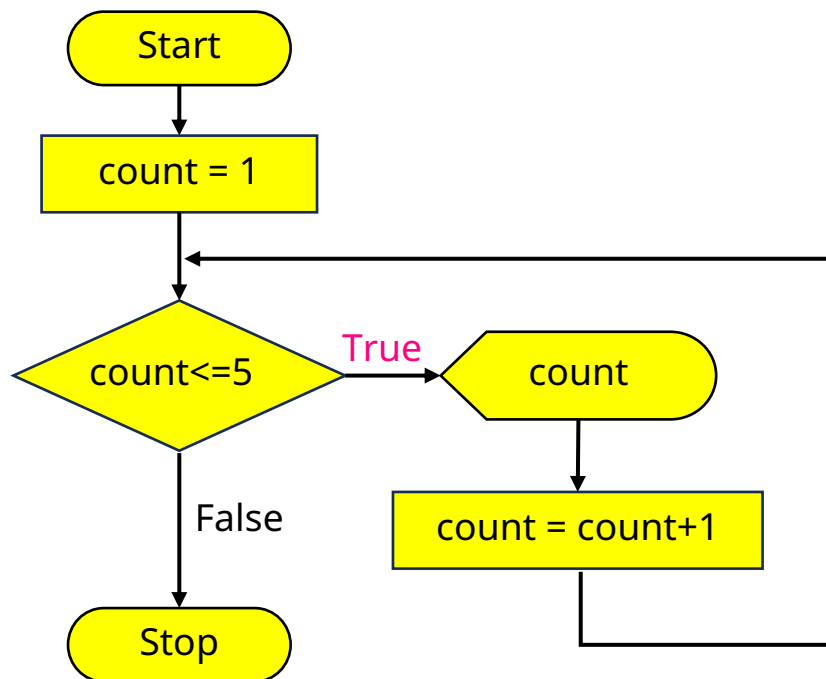 Start
count = 1
count<=5
True
count
False
count = count+1
Stop